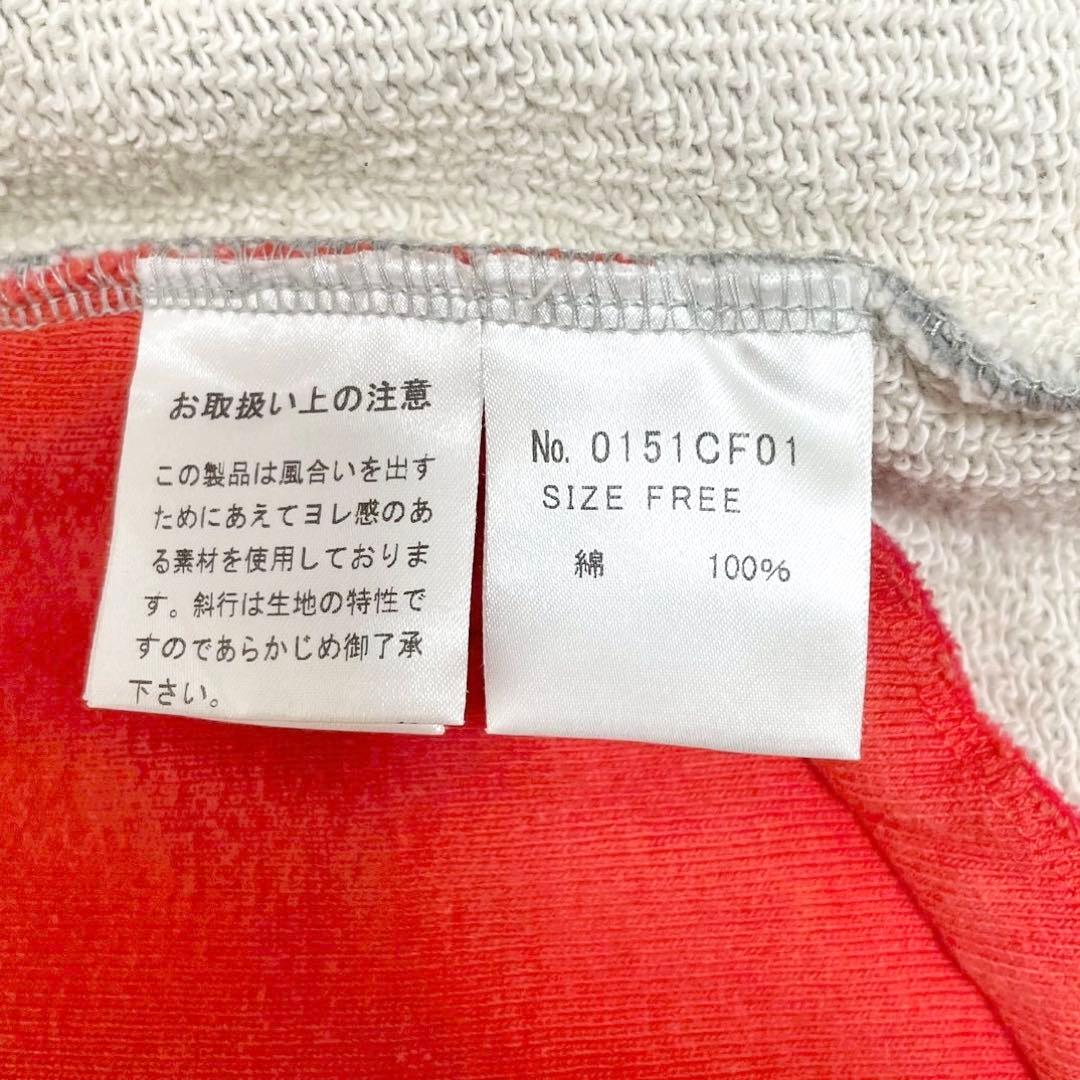 お取扱い上の注意
この製品は風合いを出す
ためにあえてヨレ感のあ
る素材を使用しておりま
す。斜行は生地の特性で
すのであらかじめ御了承
下さい。
No. 0151CF01
SIZE FREE
綿 100%